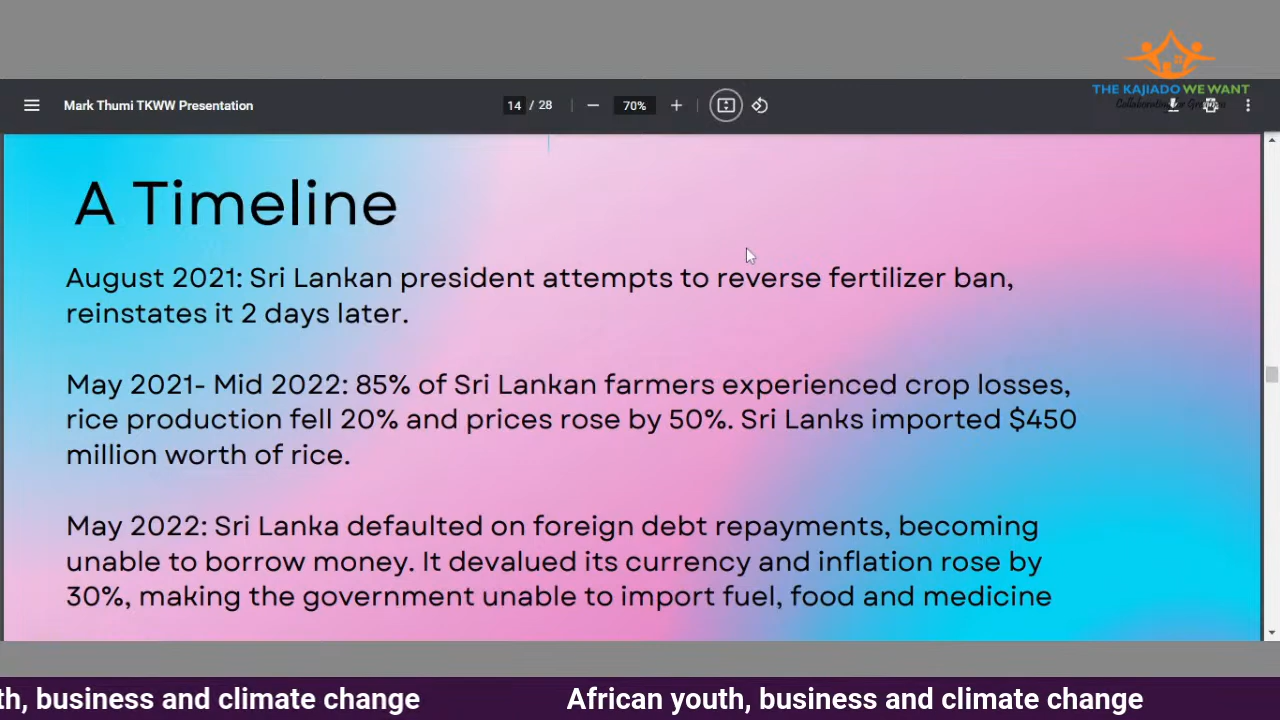 THE KAJIADO WE WANT
Mark Thumi TKWW Presentation
14 / 28
70%
A Timeline
August 2021: Sri Lankan president attempts to reverse fertilizer ban,
reinstates it 2 days later.
May 2021- Mid 2022: 85% of Sri Lankan farmers experienced crop losses,
rice production fell 20% and prices rose by 50%. Sri Lanks imported $450
million worth of rice.
May 2022: Sri Lanka defaulted on foreign debt repayments, becoming
unable to borrow money. It devalued its currency and inflation rose by
30%, making the government unable to import fuel, food and medicine
th, business and climate change African youth, business and climate change